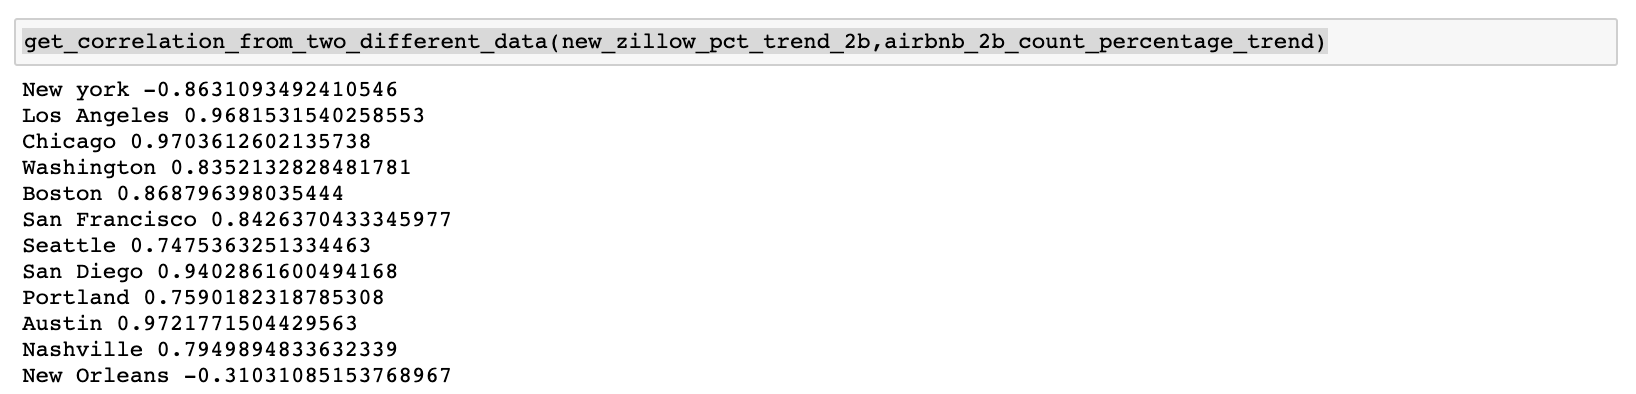 get_correlation_from_two_different_data(new_zillow_pct_trend_2b,airbnb_2b_count_percentage_trend)
New york -0.8631093492410546
Los Angeles 0.9681531540258553
Chicago 0.9703612602135738
Washington 0.8352132828481781
Boston 0.868796398035444
San Francisco 0.8426370433345977
Seattle 0.7475363251334463
San Diego 0.9402861600494168
Portland 0.7590182318785308
Austin 0.9721771504429563
Nashville 0.7949894833632339
New Orleans -0.31031085153768967